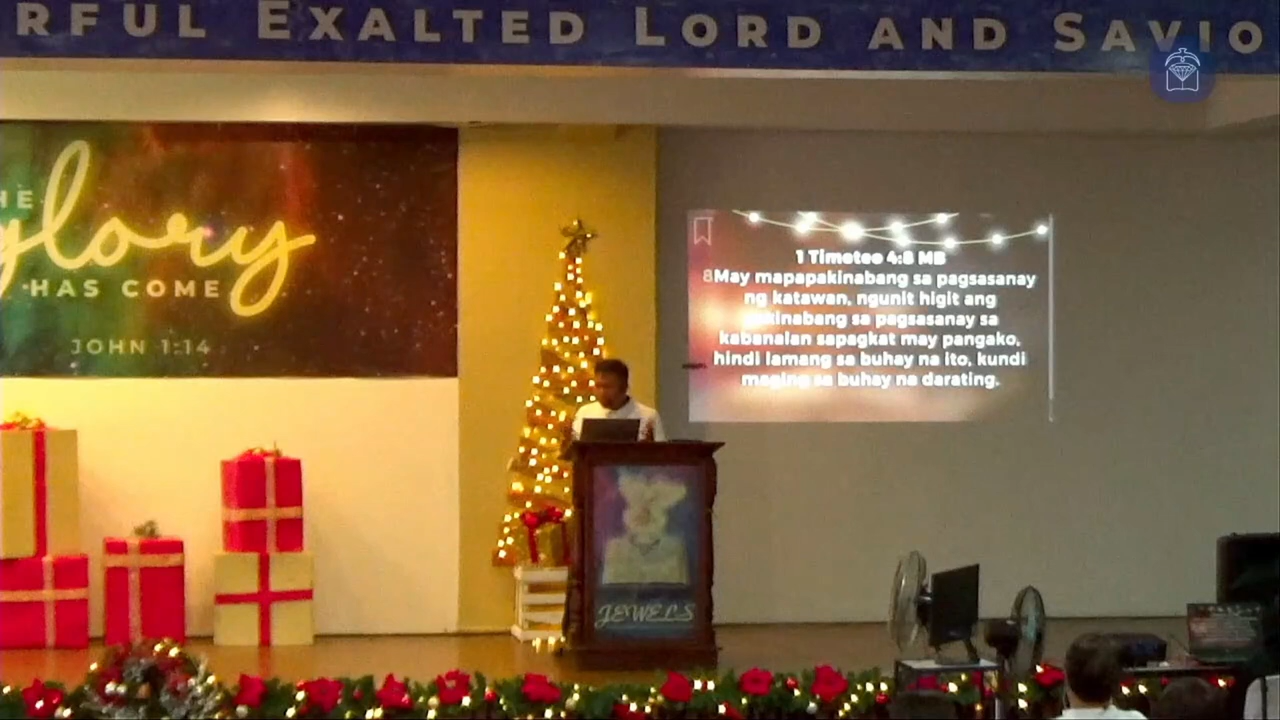 RFUL EXALTED LORD AND SAVIO
HE
glory
HAS COME
JOHN 1:14
1 Timoteo 4:8 MB
8May mapapakinabang sa pagsasanay
ng katawan, ngunit higit ang
pakinabang sa pagsasanay sa
kabanalan sapagkat may pangako,
hindi lamang sa buhay na ito, kundi
maging sa buhay na darating.
JEWELS